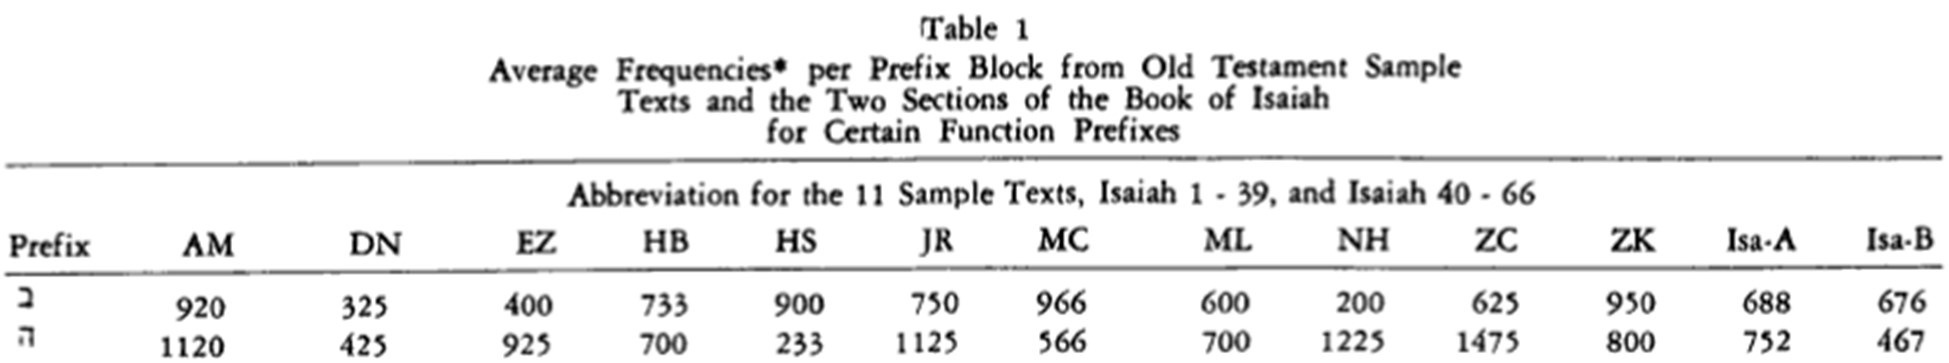 Table 1
Average Frequencies* per Prefix Block from Old Testament Sample
Texts and the Two Sections of the Book of Isaiah
for Certain Function Prefixes
Abbreviation for the 11 Sample Texts, Isaiah 1 - 39, and Isaiah 40 - 66
Prefix AM DN EZ HB HS JR MC ML NH ZC ZK Isa-A Isa-B
ב 920 325 400 733 900 750 966 600 200 625 950 688 676
ה 1120 425 925 700 233 1125 566 700 1225 1475 800 752 467